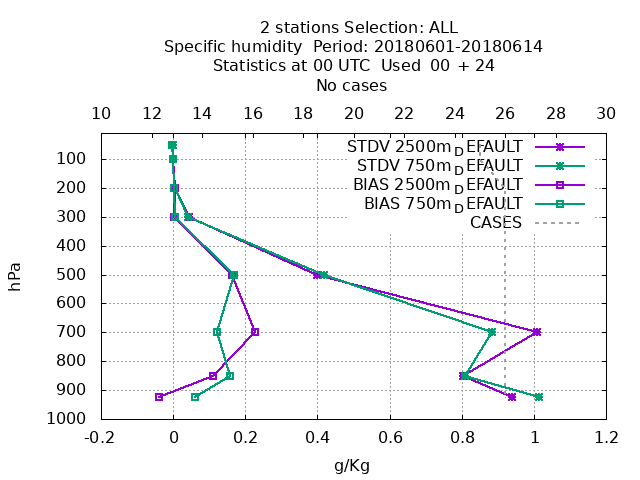 2 stations Selection: ALL
Specific humidity  Period: 20180601-20180614
Statistics at 00 UTC  Used  00 + 24
No cases
10 12 14 16 18 20 22 24 26 28 30
STDV 2500m_DEFAULT
STDV 750m_DEFAULT
BIAS 2500m_DEFAULT
BIAS 750m_DEFAULT
CASES
hPa
100
200
300
400
500
600
700
800
900
1000
-0.2 0 0.2 0.4 0.6 0.8 1 1.2
g/Kg